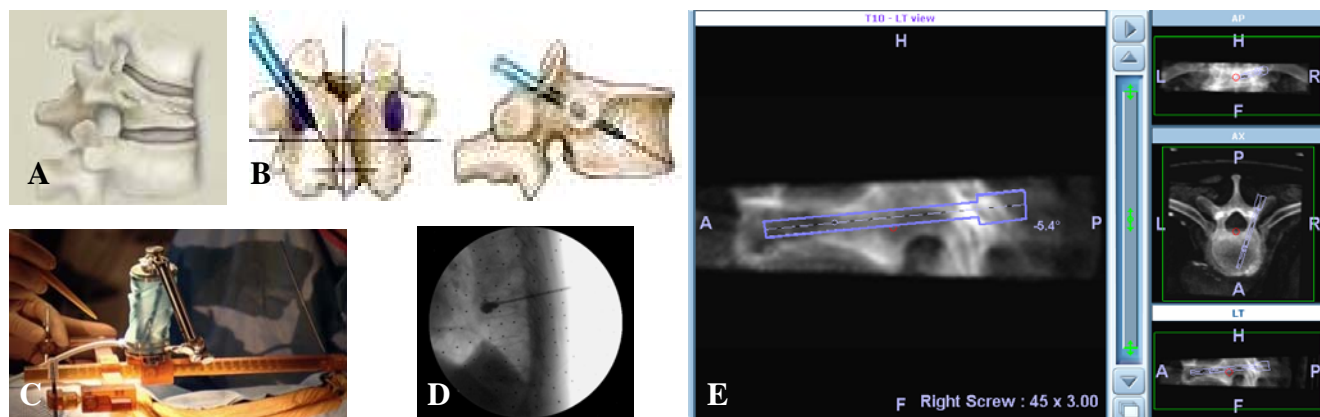 A
B
C
D
T10 - LT view
H
A
P
-5.4°
F
Right Screw : 45 x 3.00
E
AP
H
L
R
F
AX
P
L
R
A
LT
H
A
P
F